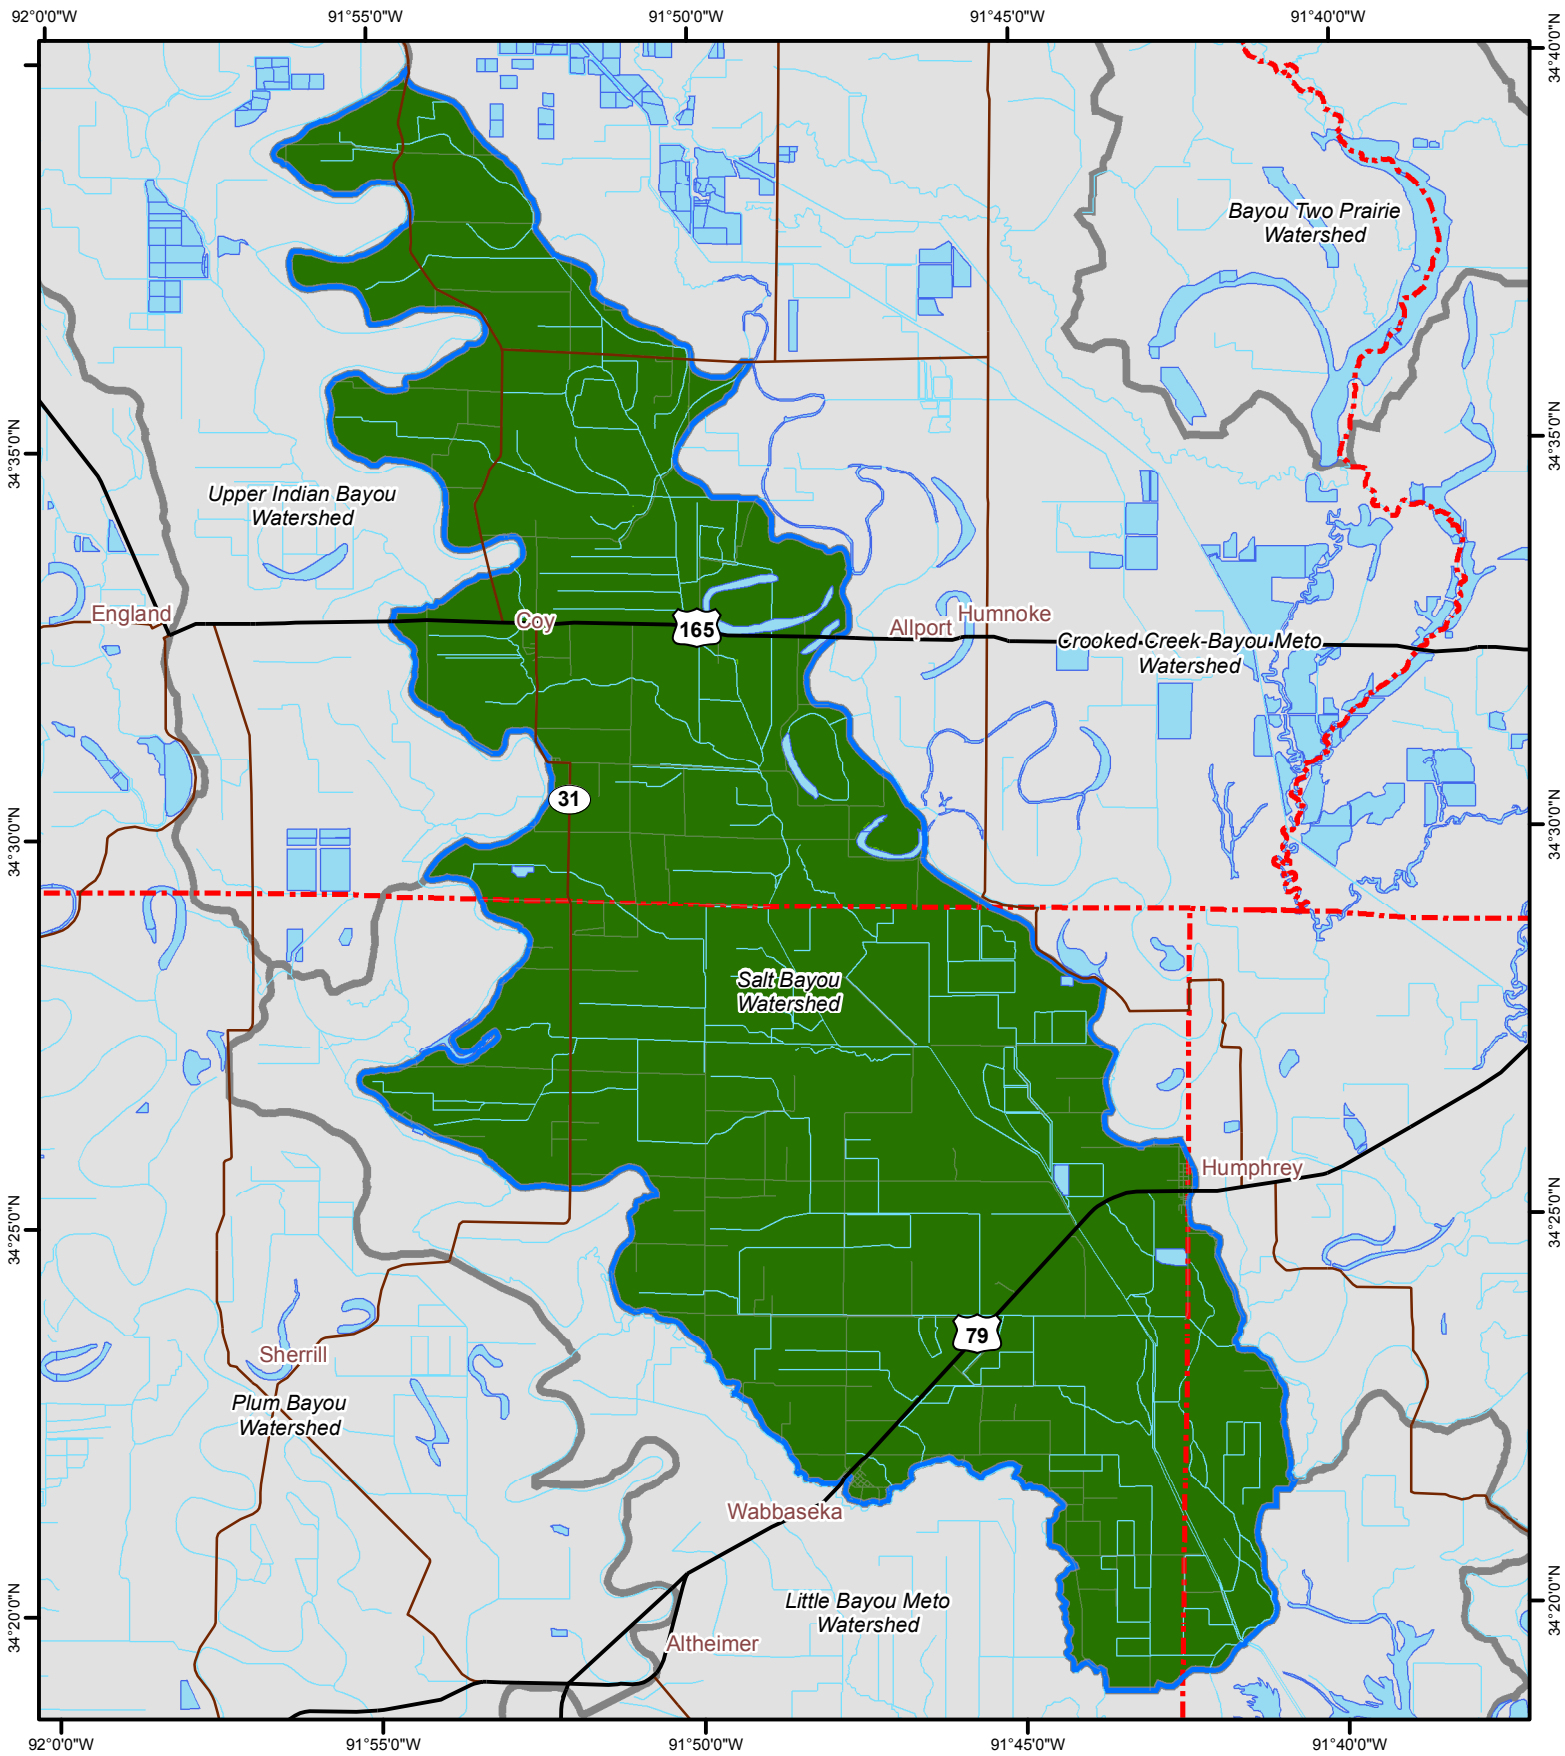 92°0'0"W
91°55'0"W
91°50'0"W
91°45'0"W
91°40'0"W
34°40'0"N
Bayou Two Prairie
Watershed
34°35'0"N
34°35'0"N
Upper Indian Bayou
Watershed
England
Coy
165
Allport
Humnoke
Crooked Creek-Bayou Meto
Watershed
31
34°30'0"N
34°30'0"N
Salt Bayou
Watershed
Humphrey
34°25'0"N
34°25'0"N
79
Sherrill
Plum Bayou
Watershed
Wabbaseka
Little Bayou Meto
Watershed
34°20'0"N
34°20'0"N
Altheimer
92°0'0"W
91°55'0"W
91°50'0"W
91°45'0"W
91°40'0"W